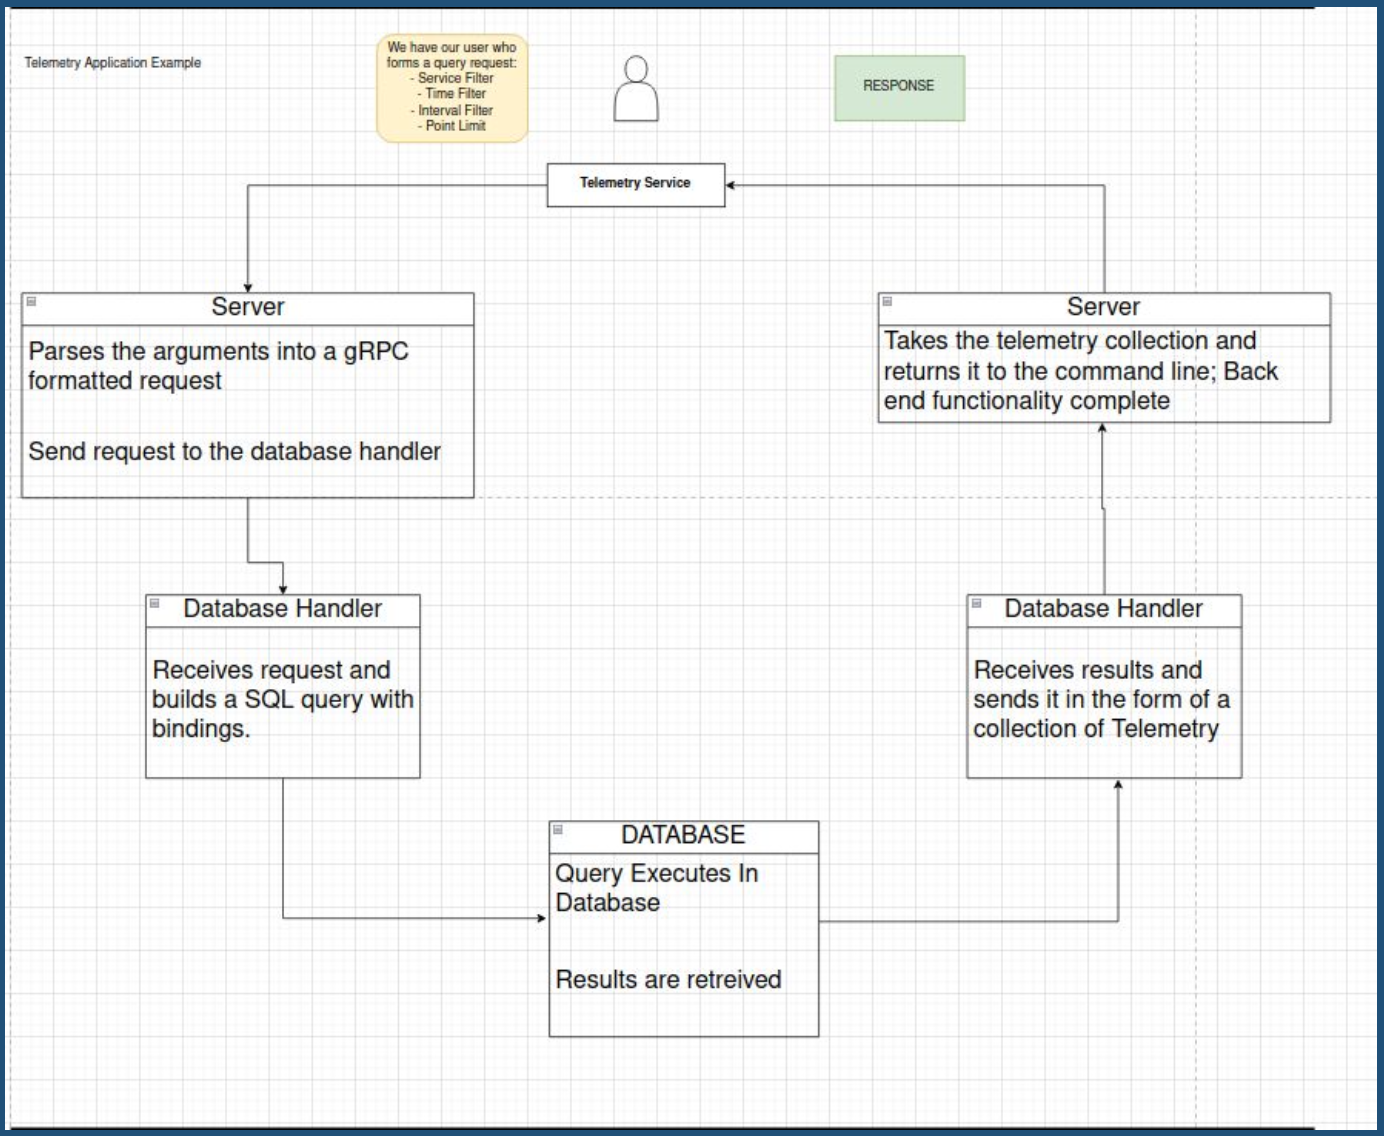 Telemetry Application Example
We have our user who
forms a query request:
- Service Filter
- Time Filter
- Interval Filter
- Point Limit
RESPONSE
Telemetry Service
Server
Parses the arguments into a gRPC
formatted request
Send request to the database handler
Server
Takes the telemetry collection and
returns it to the command line; Back
end functionality complete
Database Handler
Receives request and
builds a SQL query with
bindings.
Database Handler
Receives results and
sends it in the form of a
collection of Telemetry
DATABASE
Query Executes In
Database
Results are retreived